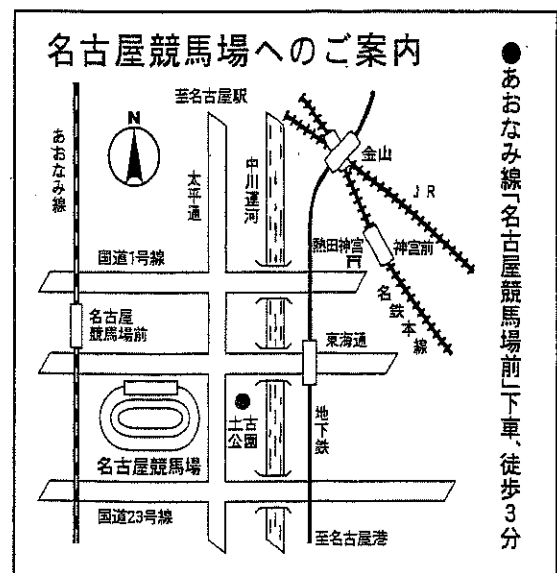 名古屋競馬場へのご案内
●あおなみ線「名古屋競馬場前」下車、徒歩3分
至名古屋駅
あおなみ線
太平通
中川運河
金山
JR
熱田神宮
神宮前
国道1号線
名鉄本線
名古屋
競馬場前
東海通
土古
公園
地下鉄
名古屋競馬場
国道23号線
至名古屋港